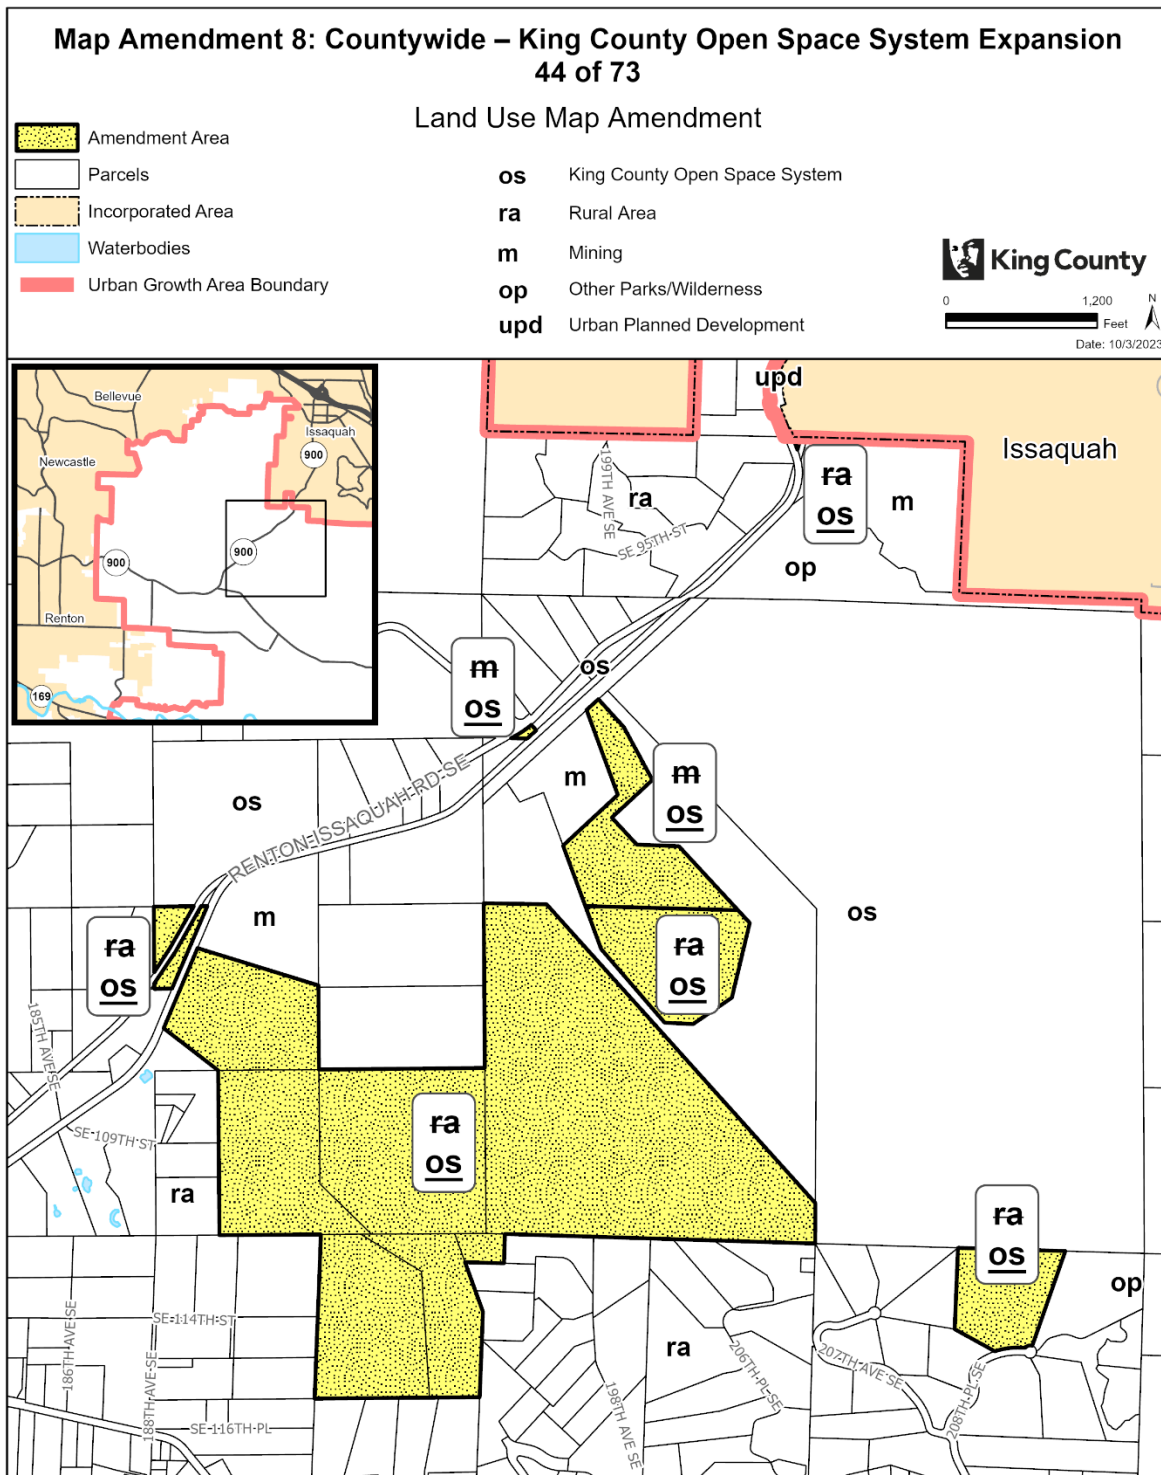 Map Amendment 8: Countywide – King County Open Space System Expansion
44 of 73
Land Use Map Amendment
Amendment Area
Parcels
Incorporated Area
Waterbodies
Urban Growth Area Boundary
os King County Open Space System
ra Rural Area
m Mining
op Other Parks/Wilderness
upd Urban Planned Development
King County
0 1,200
Feet
N
Date: 10/3/2023
Bellevue
Issaquah
900
Newcastle
900
900
Renton
169
upd
Issaquah
199TH AVE SE
ra
ra
os
m
SE 95TH ST
op
m
os
os
m
m
os
os
RENTON-ISSAQUAH RD SE
os
m
ra
os
ra
os
185TH AVE SE
SE 109TH ST
ra
os
ra
ra
os
op
SE 114TH ST
186TH AVE SE
188TH AVE SE
SE 116TH PL
198TH AVE SE
ra
206TH PL SE
207TH AVE SE
208TH PL SE